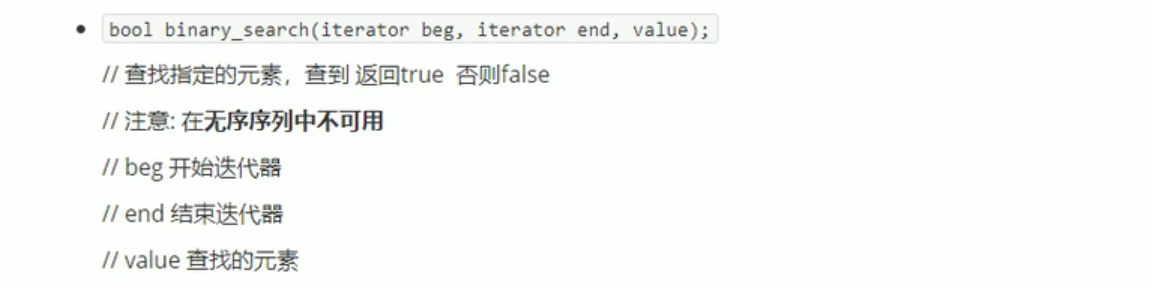 bool binary_search(iterator beg, iterator end, value);
// 查找指定的元素，查到 返回true 否则false
// 注意: 在无序序列中不可用
// beg 开始迭代器
// end 结束迭代器
// value 查找的元素